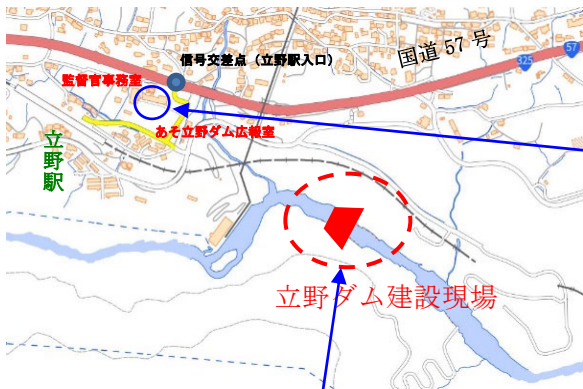 信号交差点（立野駅入口）
国道 57 号
57
325
監督官事務室
あそ立野ダム広報室
立野駅
立野ダム建設現場